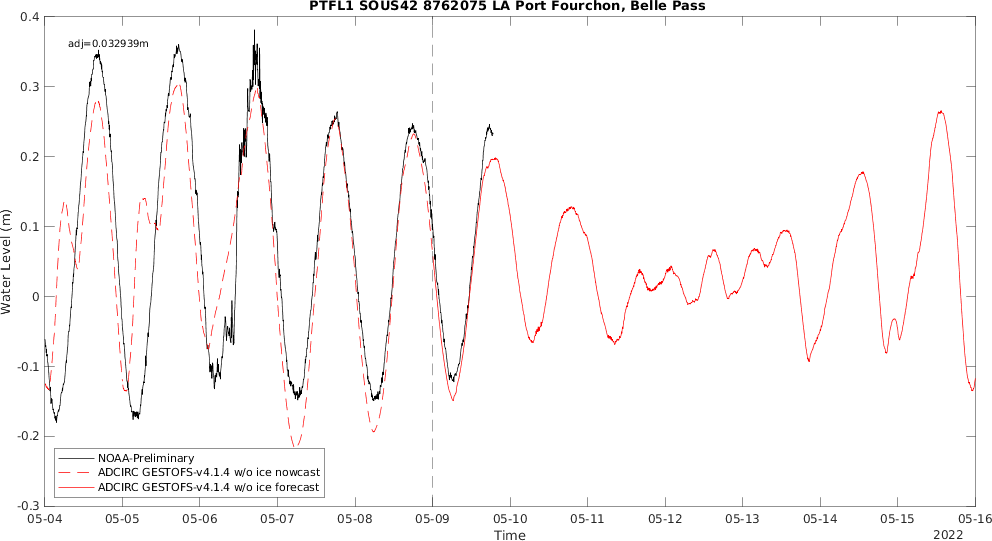 PTFL1 SOUS42 8762075 LA Port Fourchon, Belle Pass
adj=0.032939m
0.4
0.3
0.2
0.1
0
-0.1
-0.2
-0.3
Water Level (m)
NOAA-Preliminary
ADCIRC GESTOFS-v4.1.4 w/o ice nowcast
ADCIRC GESTOFS-v4.1.4 w/o ice forecast
05-04 05-05 05-06 05-07 05-08 05-09 05-10 05-11 05-12 05-13 05-14 05-15 05-16
Time
2022